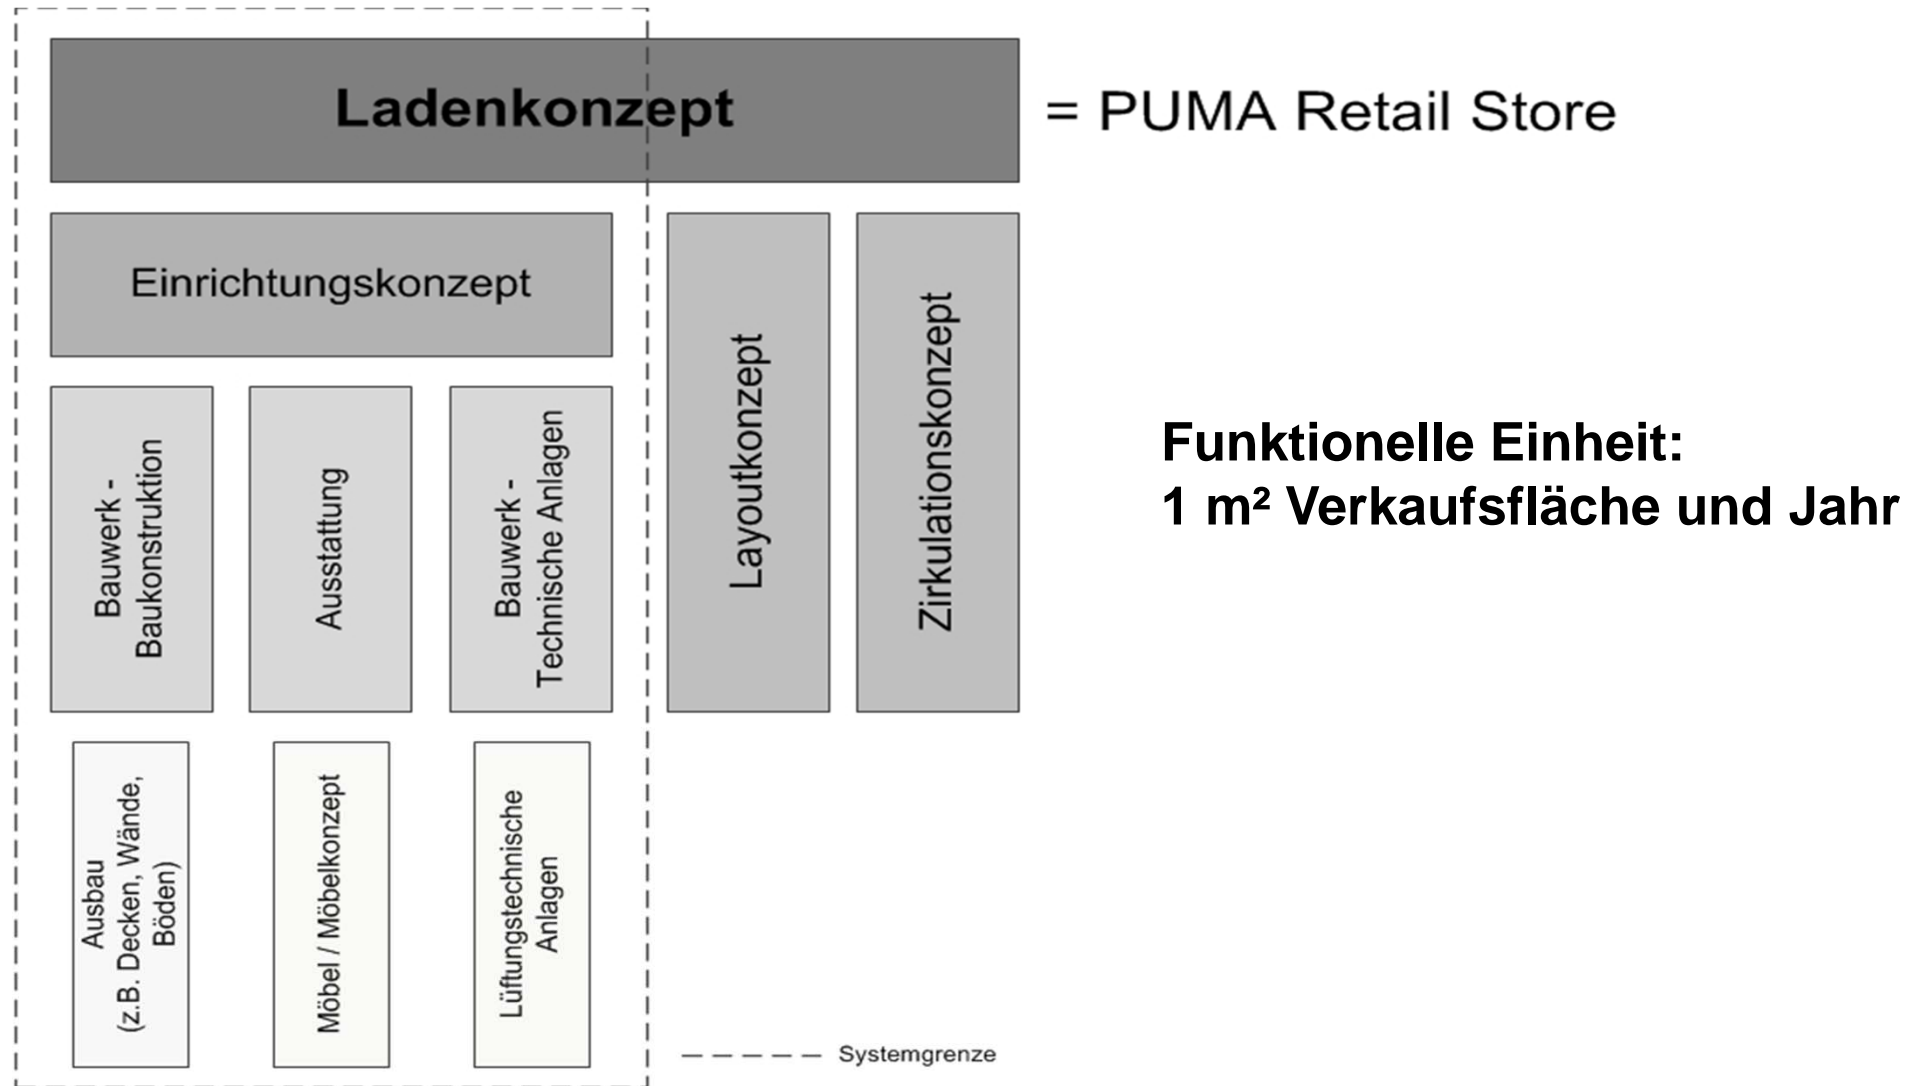 Ladenkonzept
= PUMA Retail Store
Einrichtungskonzept
Bauwerk -
Baukonstruktion
Ausstattung
Bauwerk -
Technische Anlagen
Layoutkonzept
Zirkulationskonzept
Funktionelle Einheit:
1 m² Verkaufsfläche und Jahr
Ausbau
(z.B. Decken, Wände,
Böden)
Möbel / Möbelkonzept
Lüftungstechnische
Anlagen
Systemgrenze